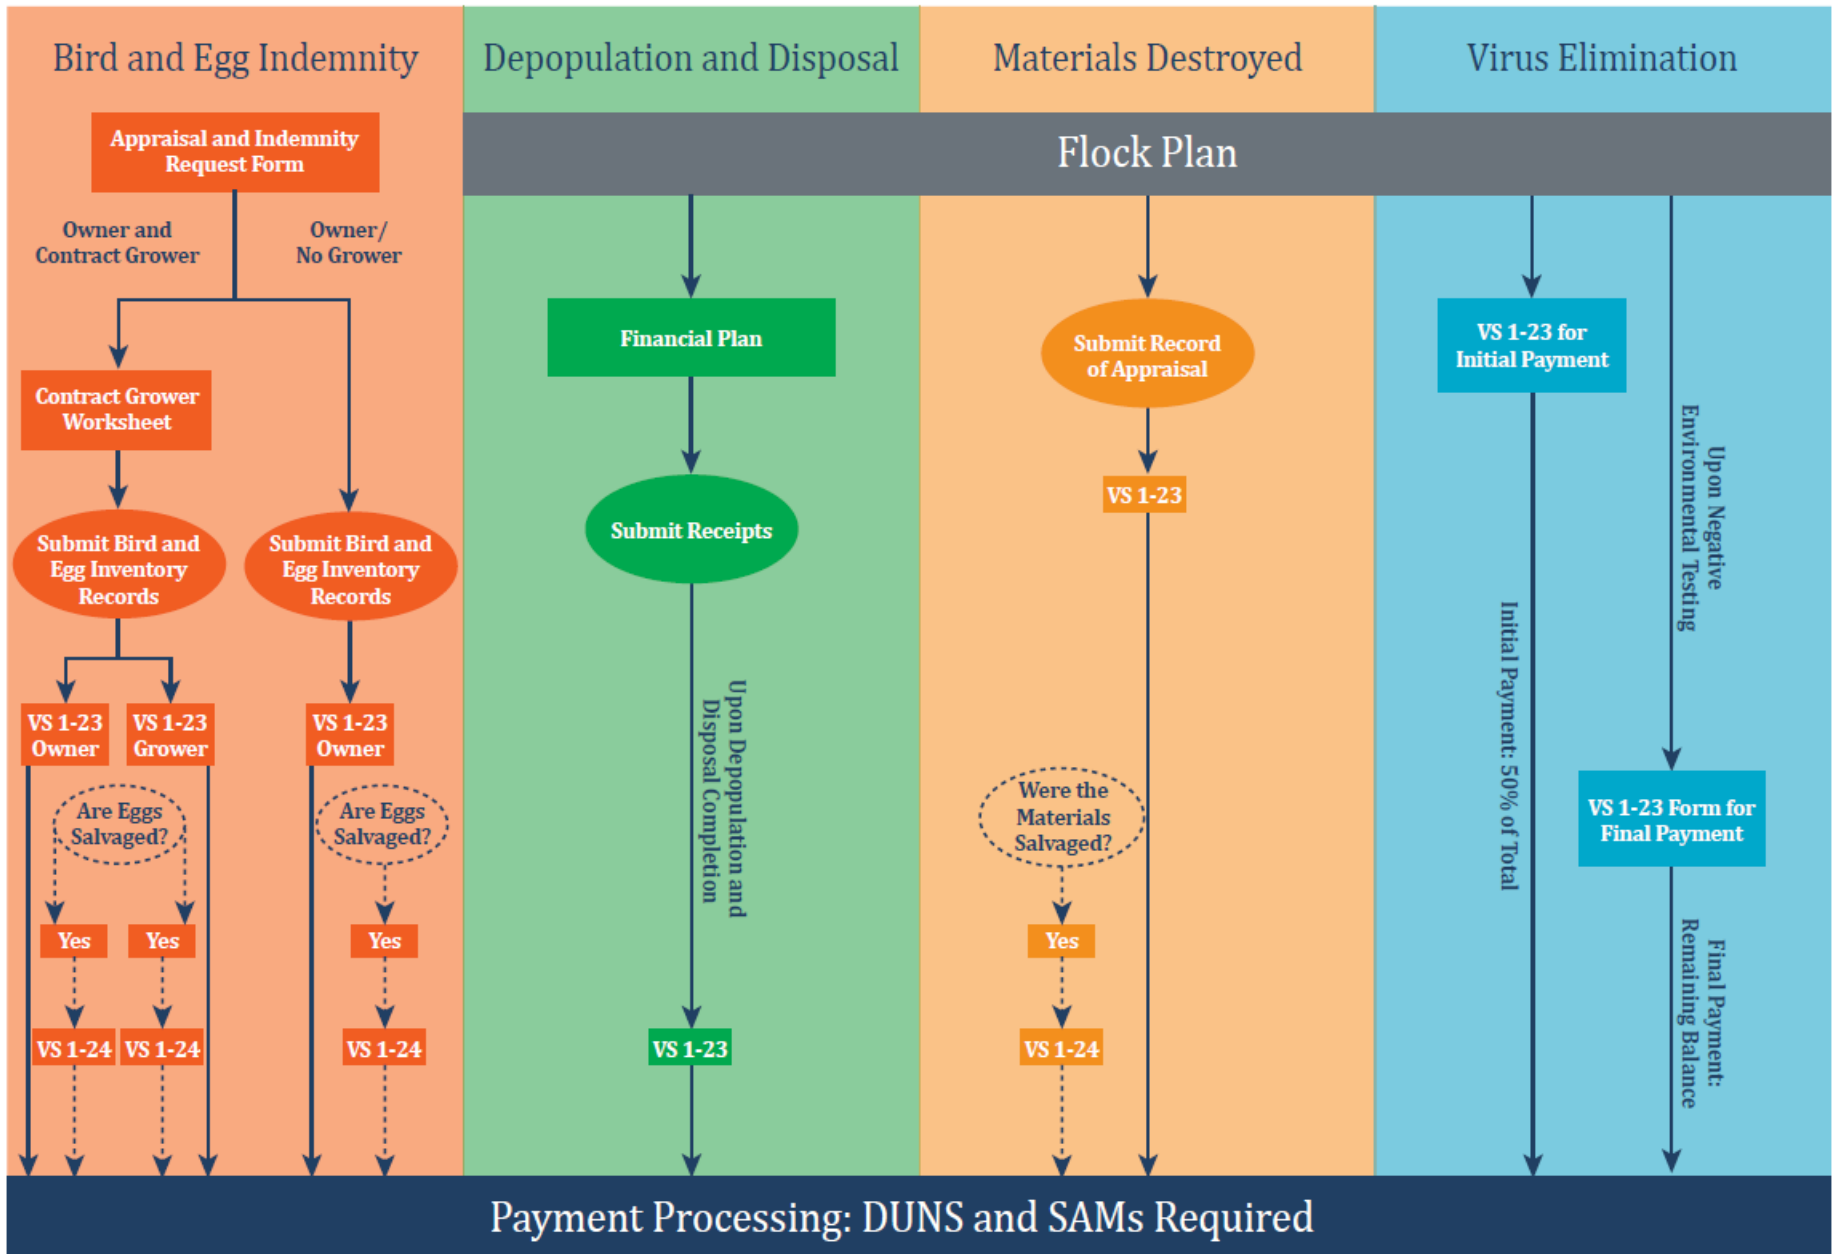 Bird and Egg Indemnity
Depopulation and Disposal
Materials Destroyed
Virus Elimination
Appraisal and Indemnity
Request Form
Flock Plan
Owner and
Contract Grower
Owner/
No Grower
Contract Grower
Worksheet
Submit Bird and
Egg Inventory
Records
Submit Bird and
Egg Inventory
Records
VS 1-23
Owner
VS 1-23
Grower
VS 1-23
Owner
Are Eggs
Salvaged?
Are Eggs
Salvaged?
Yes
Yes
Yes
VS 1-24
VS 1-24
VS 1-24
Financial Plan
Submit Receipts
Upon Depopulation and
Disposal Completion
VS 1-23
Submit Record
of Appraisal
VS 1-23
Were the
Materials
Salvaged?
Yes
VS 1-24
VS 1-23 for
Initial Payment
Initial Payment: 50% of Total
Upon Negative
Environmental Testing
VS 1-23 Form for
Final Payment
Final Payment:
Remaining Balance
Payment Processing: DUNS and SAMs Required